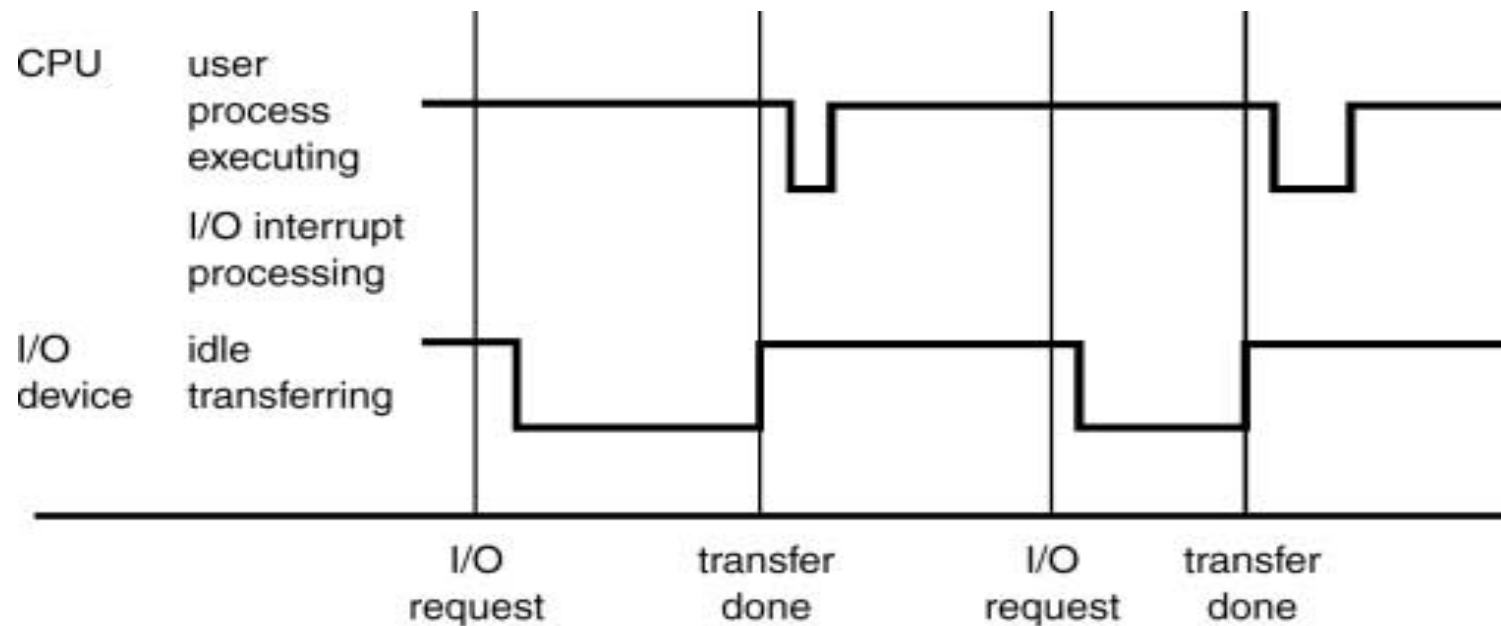 CPU user
process
executing
I/O interrupt
processing
I/O idle
device transferring
I/O transfer I/O transfer
request done request done